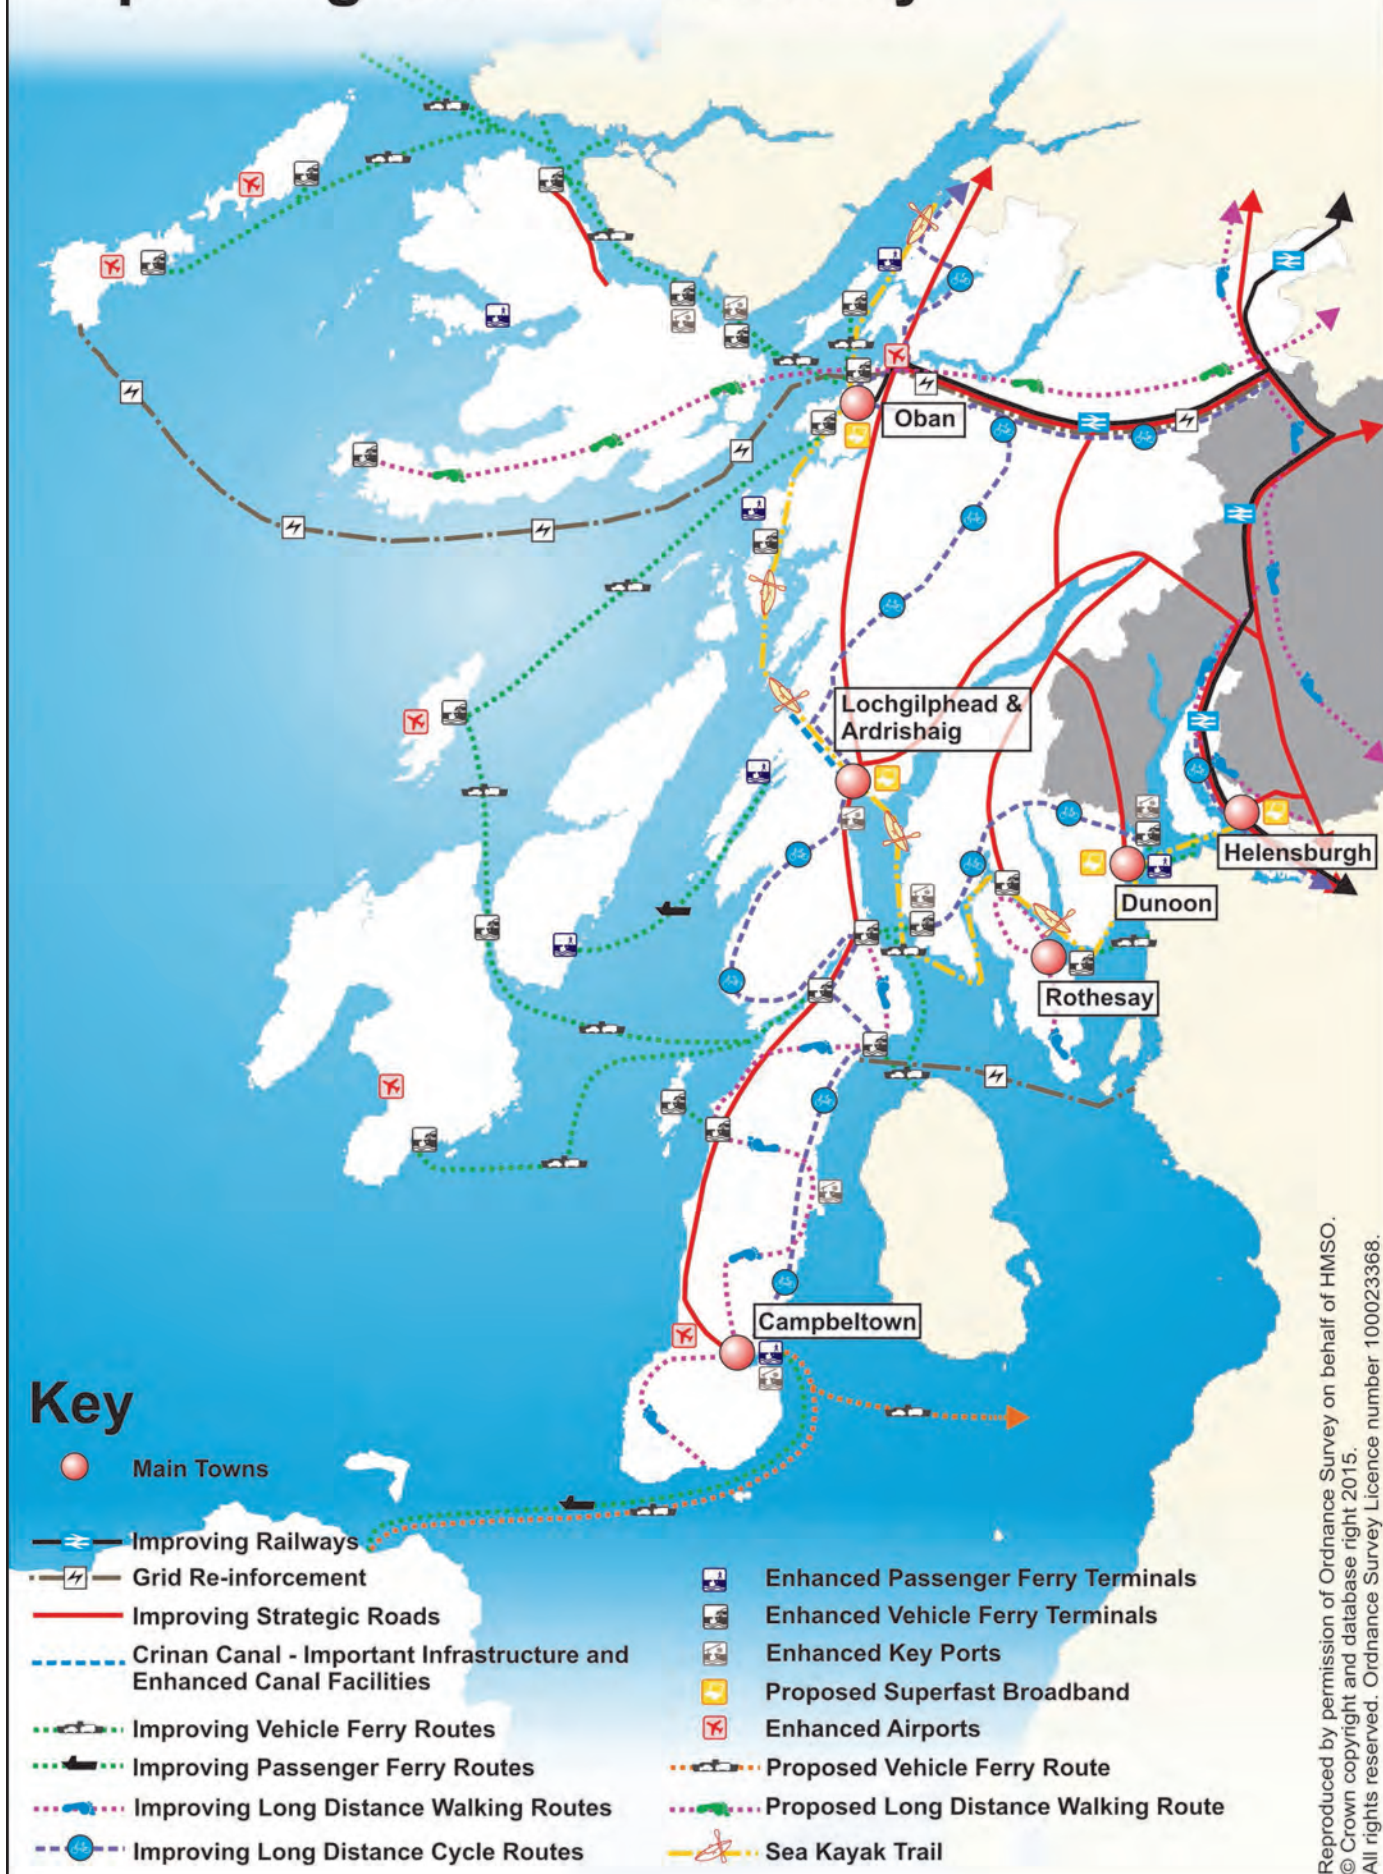 Oban
Lochgilphead &
Ardrishaig
Helensburgh
Dunoon
Rothesay
Campbeltown
Key
Main Towns
Improving Railways
Grid Re-inforcement
Improving Strategic Roads
Crinan Canal - Important Infrastructure and
Enhanced Canal Facilities
Improving Vehicle Ferry Routes
Improving Passenger Ferry Routes
Improving Long Distance Walking Routes
Improving Long Distance Cycle Routes
Enhanced Passenger Ferry Terminals
Enhanced Vehicle Ferry Terminals
Enhanced Key Ports
Proposed Superfast Broadband
Enhanced Airports
Proposed Vehicle Ferry Route
Proposed Long Distance Walking Route
Sea Kayak Trail
Reproduced by permission of Ordnance Survey on behalf of HMSO.
© Crown copyright and database right 2015.
All rights reserved. Ordnance Survey Licence number 100023368.